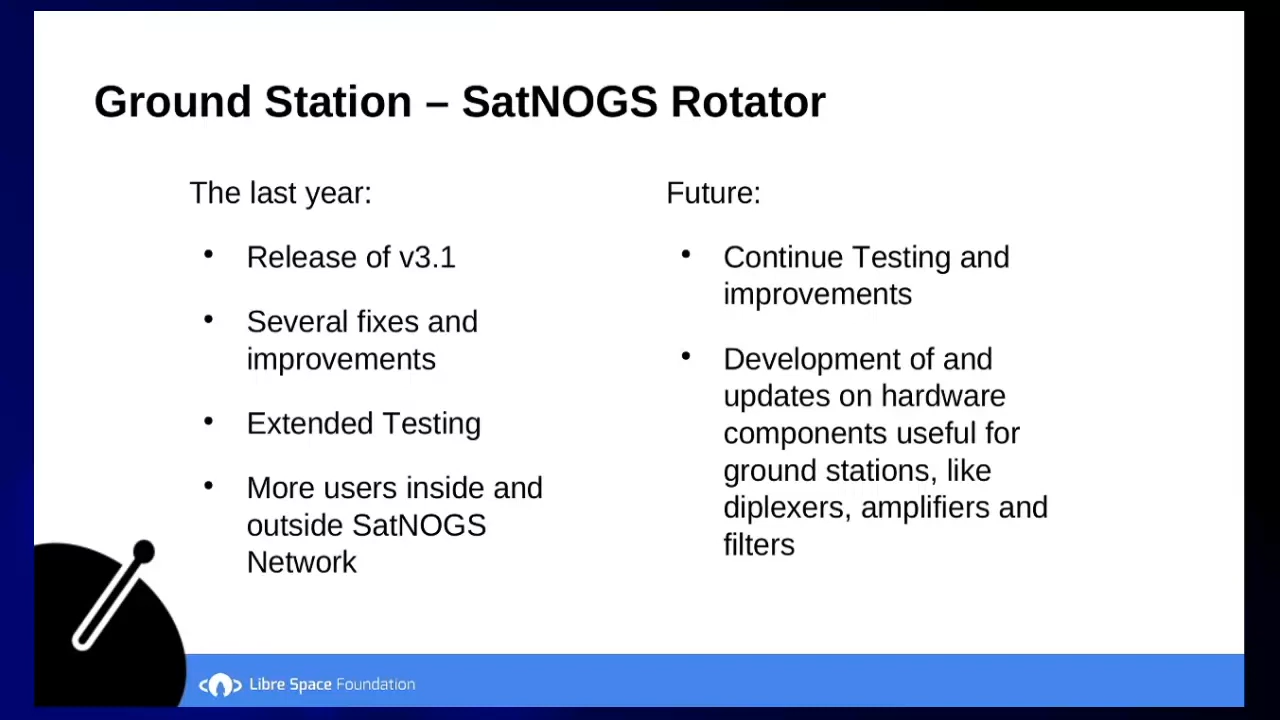 Ground Station – SatNOGS Rotator
The last year:
• Release of v3.1
• Several fixes and
improvements
• Extended Testing
• More users inside and
outside SatNOGS
Network
Future:
• Continue Testing and
improvements
• Development of and
updates on hardware
components useful for
ground stations, like
diplexers, amplifiers and
filters
Libre Space Foundation